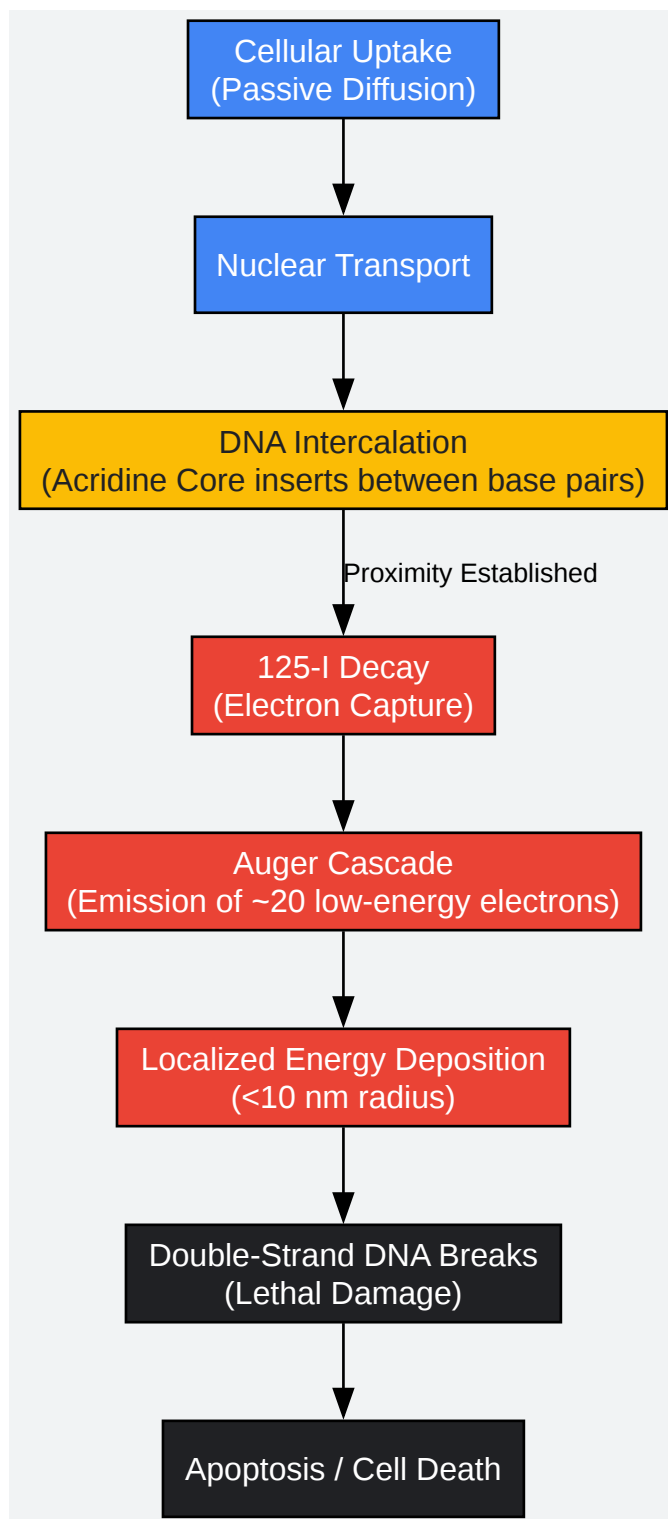 Cellular Uptake
(Passive Diffusion)
Nuclear Transport
DNA Intercalation
(Acridine Core inserts between base pairs)
Proximity Established
125-I Decay
(Electron Capture)
Auger Cascade
(Emission of ~20 low-energy electrons)
Localized Energy Deposition
(<10 nm radius)
Double-Strand DNA Breaks
(Lethal Damage)
Apoptosis / Cell Death